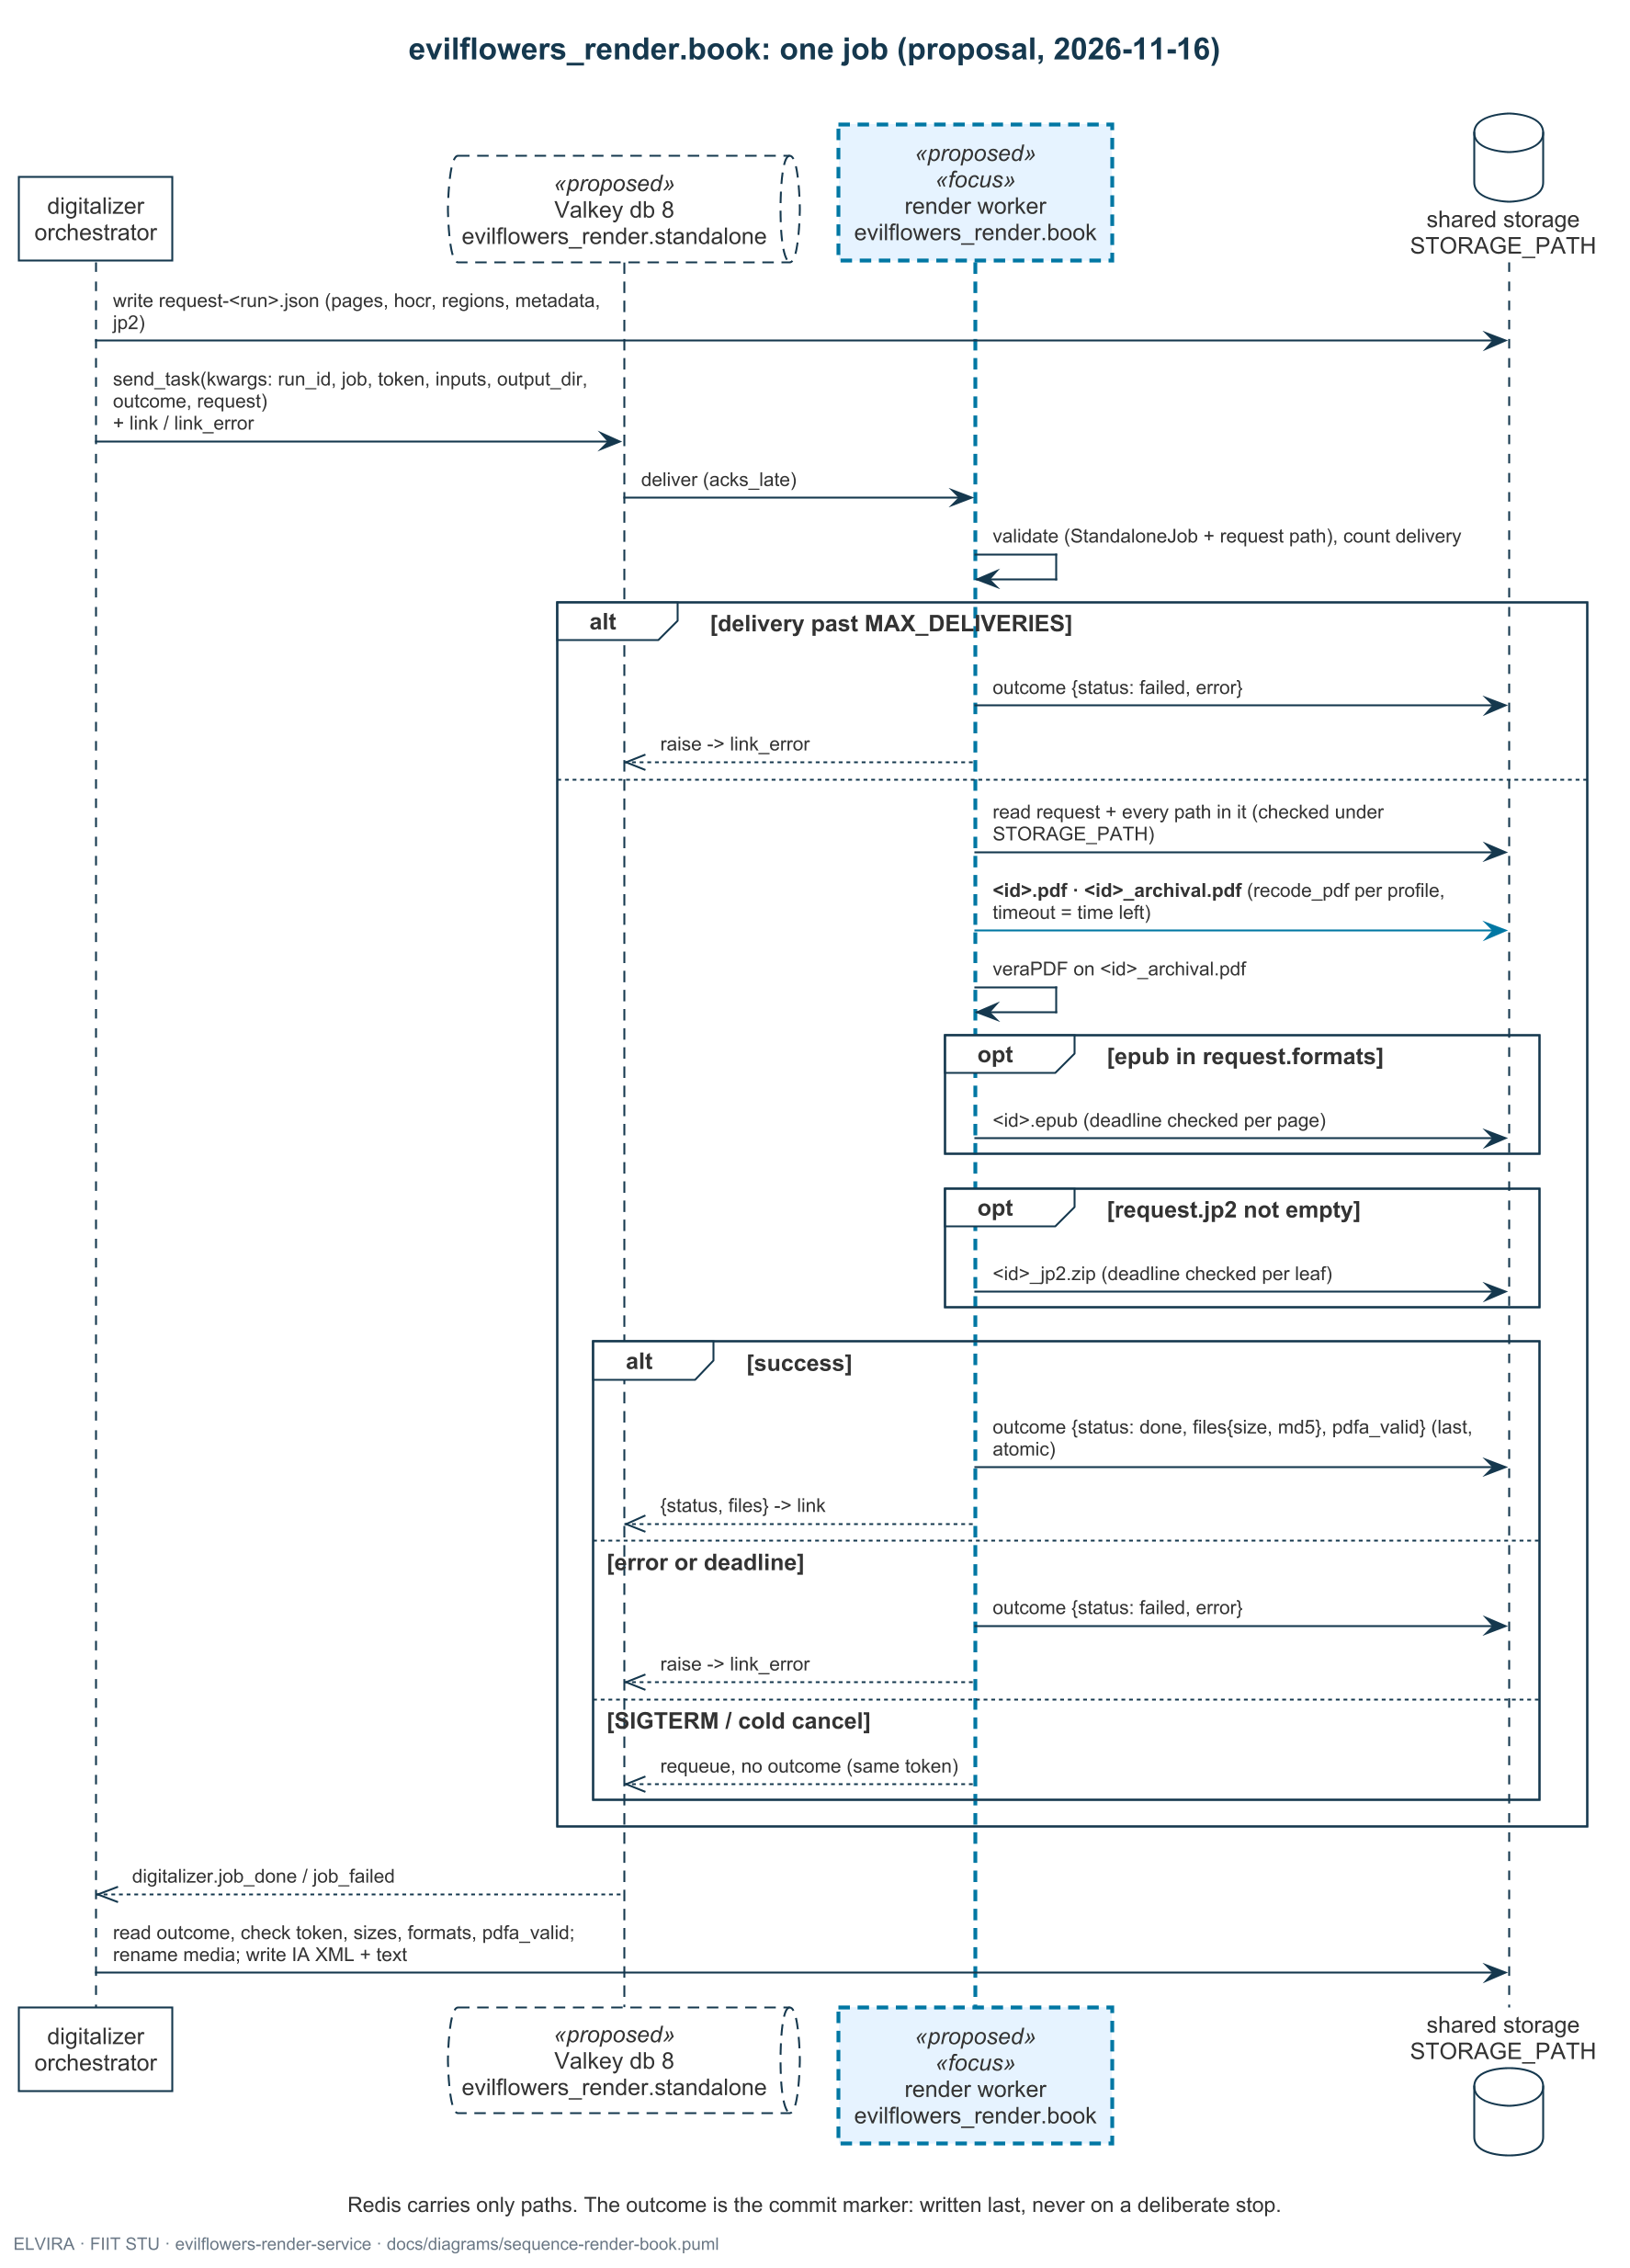 evilflowers_render.book: one job (proposal, 2026-11-16)
digitalizer
orchestrator
«proposed»
Valkey db 8
evilflowers_render.standalone
«proposed»
«focus»
render worker
evilflowers_render.book
shared storage
STORAGE_PATH
write request-<run>.json (pages, hocr, regions, metadata,
jp2)
send_task(kwargs: run_id, job, token, inputs, output_dir,
outcome, request)
+ link / link_error
deliver (acks_late)
validate (StandaloneJob + request path), count delivery
alt
[delivery past MAX_DELIVERIES]
outcome {status: failed, error}
raise -> link_error
read request + every path in it (checked under
STORAGE_PATH)
<id>.pdf · <id>_archival.pdf (recode_pdf per profile,
timeout = time left)
veraPDF on <id>_archival.pdf
opt
[epub in request.formats]
<id>.epub (deadline checked per page)
opt
[request.jp2 not empty]
<id>_jp2.zip (deadline checked per leaf)
alt
[success]
outcome {status: done, files{size, md5}, pdfa_valid} (last,
atomic)
{status, files} -> link
[error or deadline]
outcome {status: failed, error}
raise -> link_error
[SIGTERM / cold cancel]
requeue, no outcome (same token)
digitalizer.job_done / job_failed
read outcome, check token, sizes, formats, pdfa_valid;
rename media; write IA XML + text
digitalizer
orchestrator
«proposed»
Valkey db 8
evilflowers_render.standalone
«proposed»
«focus»
render worker
evilflowers_render.book
shared storage
STORAGE_PATH
Redis carries only paths. The outcome is the commit marker: written last, never on a deliberate stop.
ELVIRA · FIIT STU · evilflowers-render-service · docs/diagrams/sequence-render-book.puml